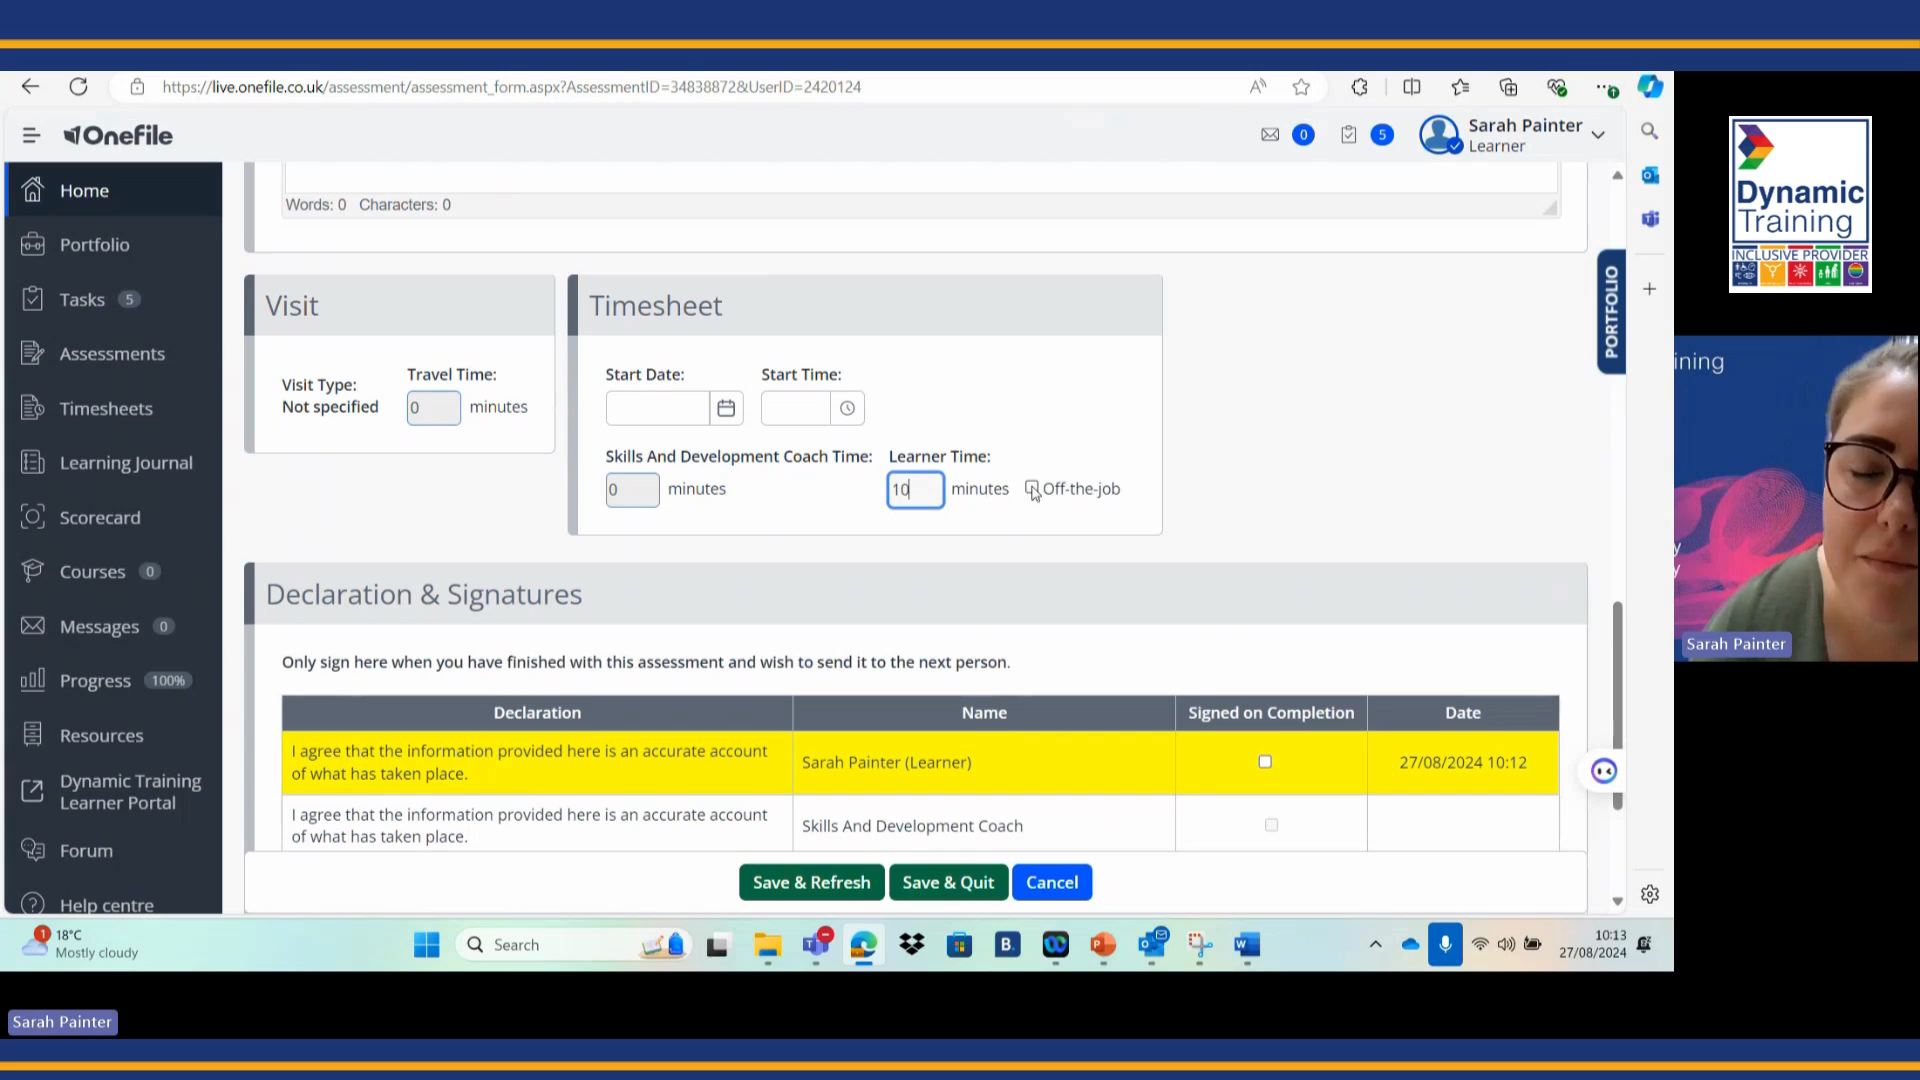 https://live.onefile.co.uk/assessment/assessment_form.aspx?AssessmentID=34838872&UserID=2420124
Onefile
0
5
Sarah Painter
Learner
Home
Portfolio
Tasks 5
Assessments
Timesheets
Learning Journal
Scorecard
Courses 0
Messages 0
Progress 100%
Resources
Dynamic Training
Learner Portal
Forum
Help centre
Words: 0 Characters: 0
Visit
Visit Type:
Not specified
Travel Time:
0 minutes
Timesheet
Start Date: Start Time:
Skills And Development Coach Time: Learner Time:
0 minutes 10 minutes Off-the-job
PORTFOLIO
Declaration & Signatures
Only sign here when you have finished with this assessment and wish to send it to the next person.
Declaration Name Signed on Completion Date
I agree that the information provided here is an accurate account
of what has taken place.
Sarah Painter (Learner)
27/08/2024 10:12
I agree that the information provided here is an accurate account
of what has taken place.
Skills And Development Coach
Save & Refresh Save & Quit Cancel
1
18°C
Mostly cloudy
Search
B.
10:13
27/08/2024
Dynamic
Training
INCLUSIVE PROVIDER
ining
Sarah Painter
Sarah Painter